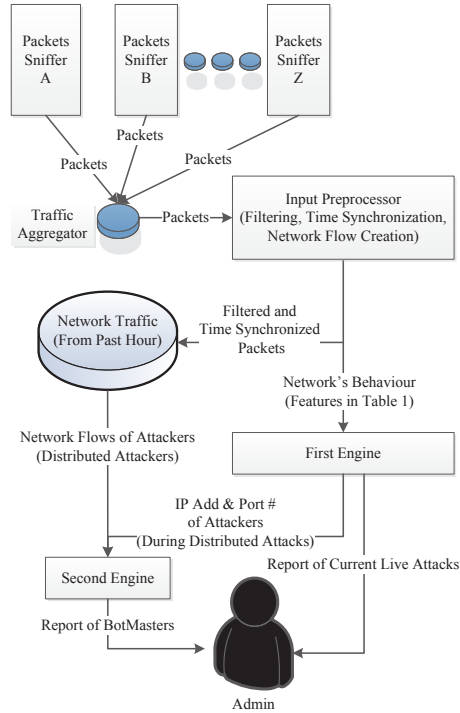 Packets
Sniffer
A
Packets
Sniffer
B
Packets
Sniffer
Z
Packets
Packets
Packets
Traffic
Aggregator
Packets
Input Preprocessor
(Filtering, Time Synchronization,
Network Flow Creation)
Network Traffic
(From Past Hour)
Filtered and
Time Synchronized
Packets
Network's Behaviour
(Features in Table 1)
Network Flows of Attackers
(Distributed Attackers)
First Engine
IP Add & Port #
of Attackers
(During Distributed Attacks)
Report of Current Live Attacks
Second Engine
Report of BotMasters
Admin